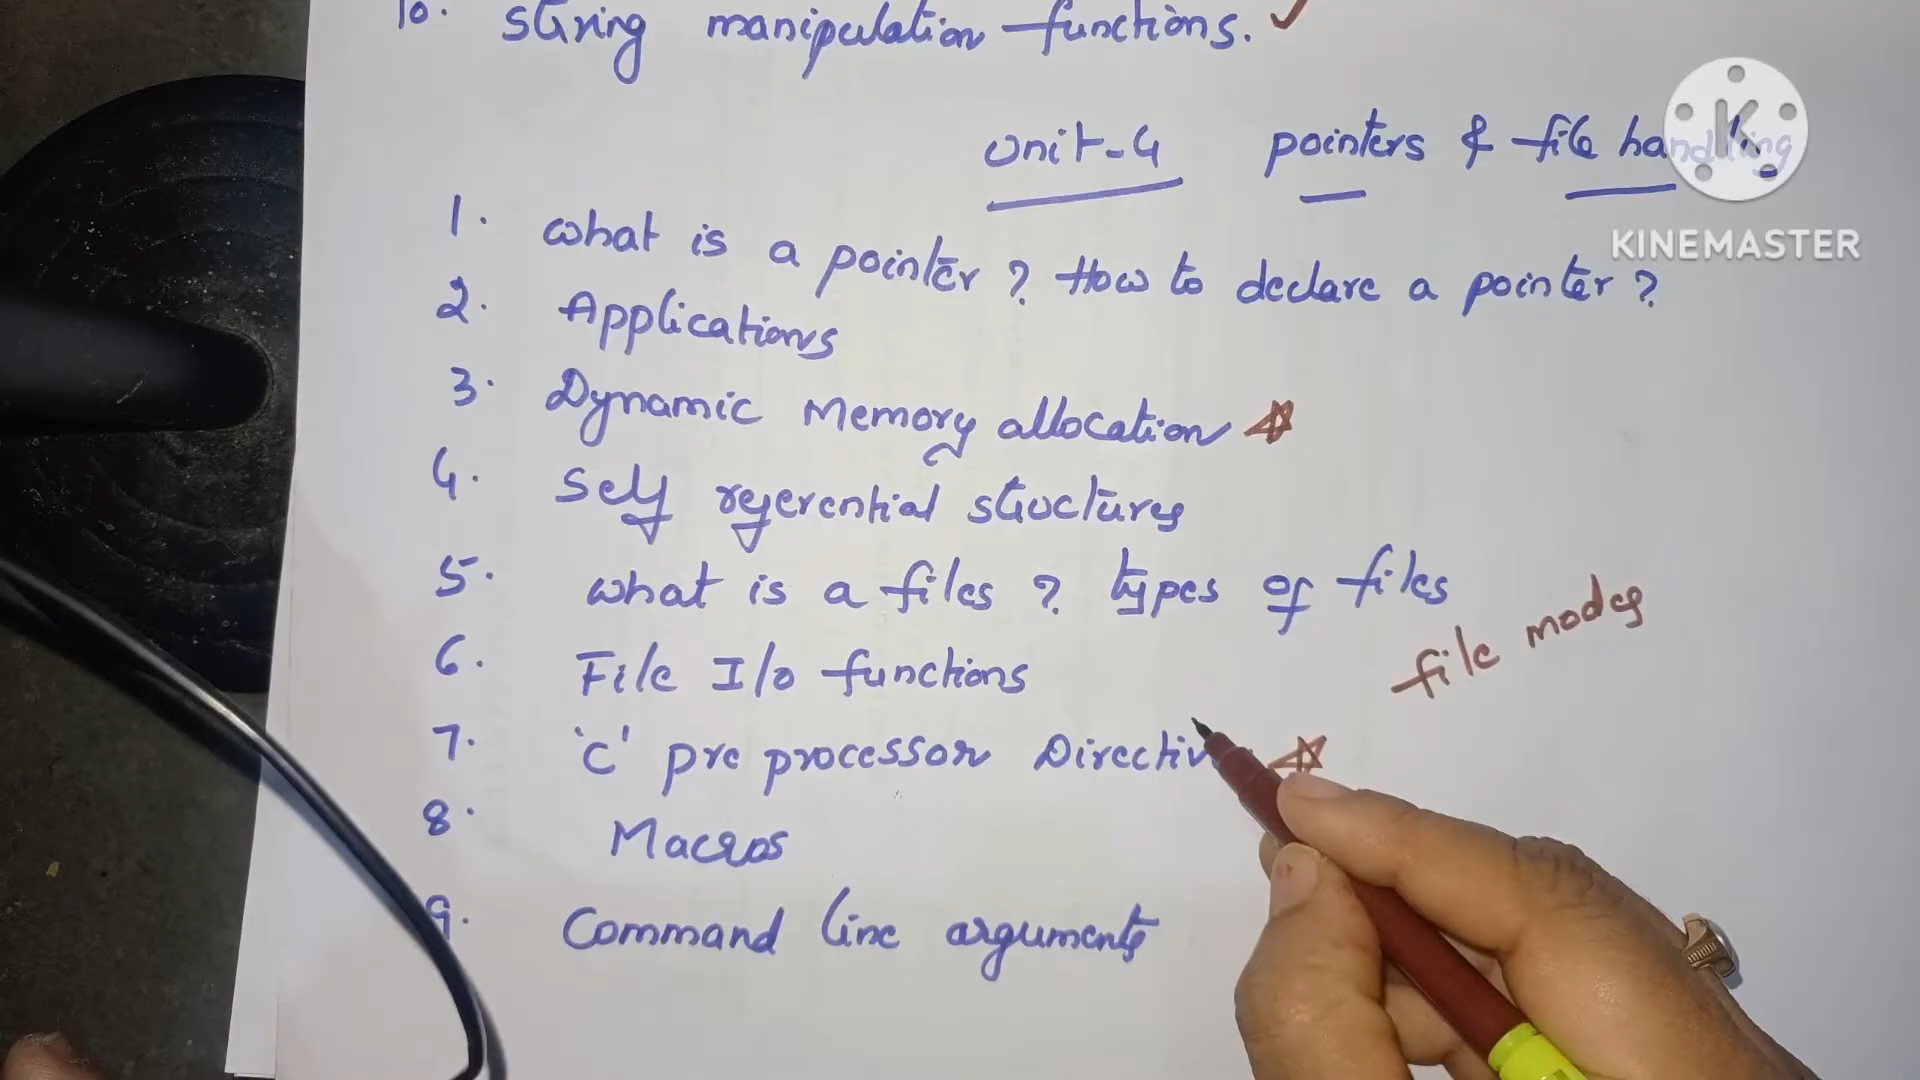 10. String manipulation functions.
Unit-4 pointers & file handling
KINEMASTER
1. What is a pointer? How to declare a pointer?
2. Applications
3. Dynamic Memory allocation
4. Self referential structures
5. What is a files? types of files
file modes
6. File I/o functions
7. 'C' pre processor Directiv
8. Macros
9. Command line arguments